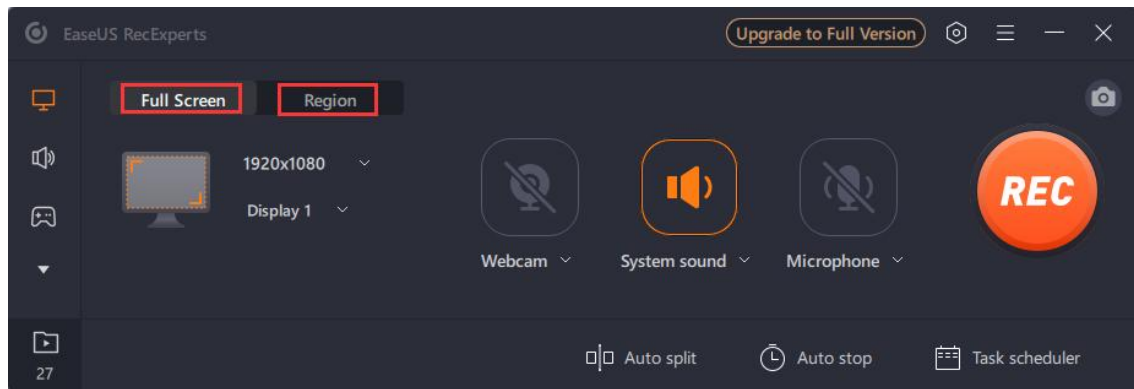 EaseUS RecExperts
Upgrade to Full Version
Full Screen
Region
1920x1080
Display 1
REC
Webcam
System sound
Microphone
27
Auto split
Auto stop
Task scheduler